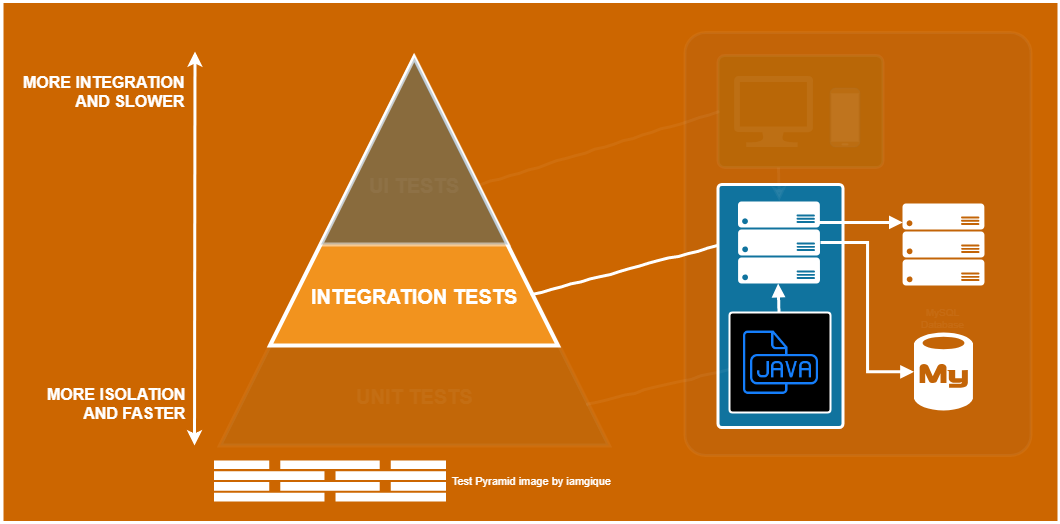 MORE INTEGRATION
AND SLOWER
UI TESTS
INTEGRATION TESTS
JAVA
My
MORE ISOLATION
AND FASTER
UNIT TESTS
Test Pyramid image by iamgique